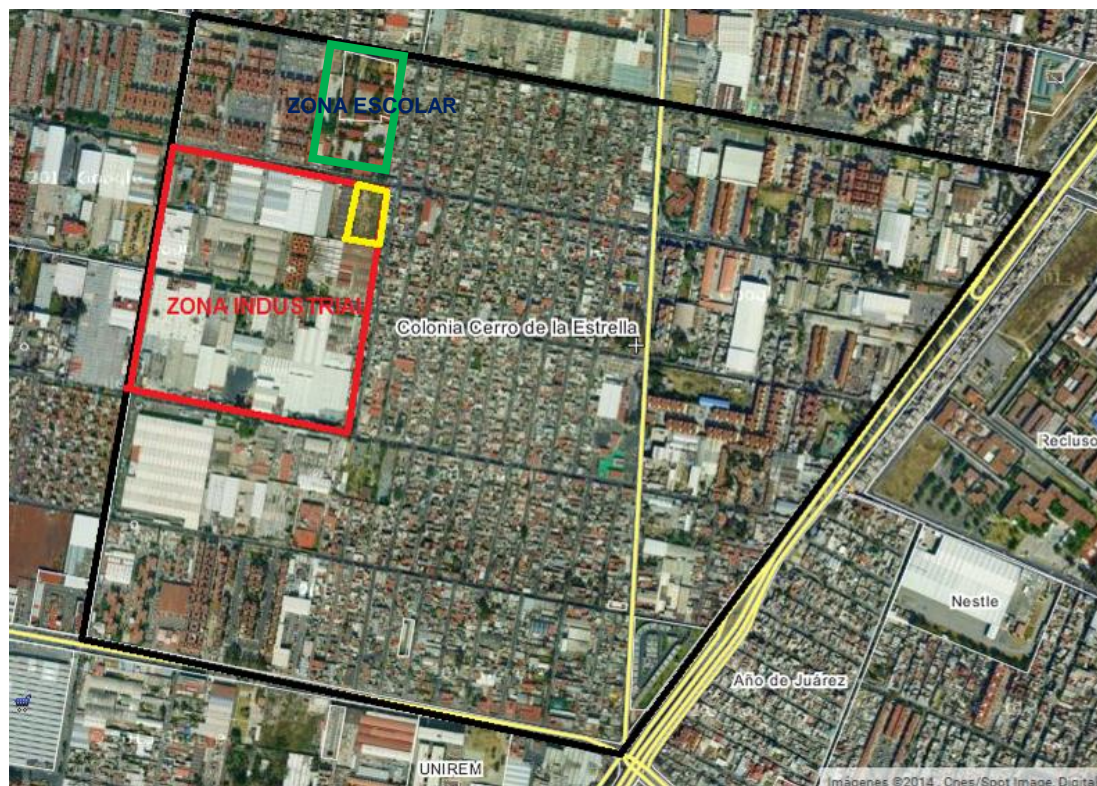 ZONA ESCOLAR
Google
ZONA INDUSTRIAL
Colonia Cerro de la Estrella
Recluso
Nestle
Año de Juárez
UNIREM
Imágenes ©2014 , Cnes/Spot Image, Digital